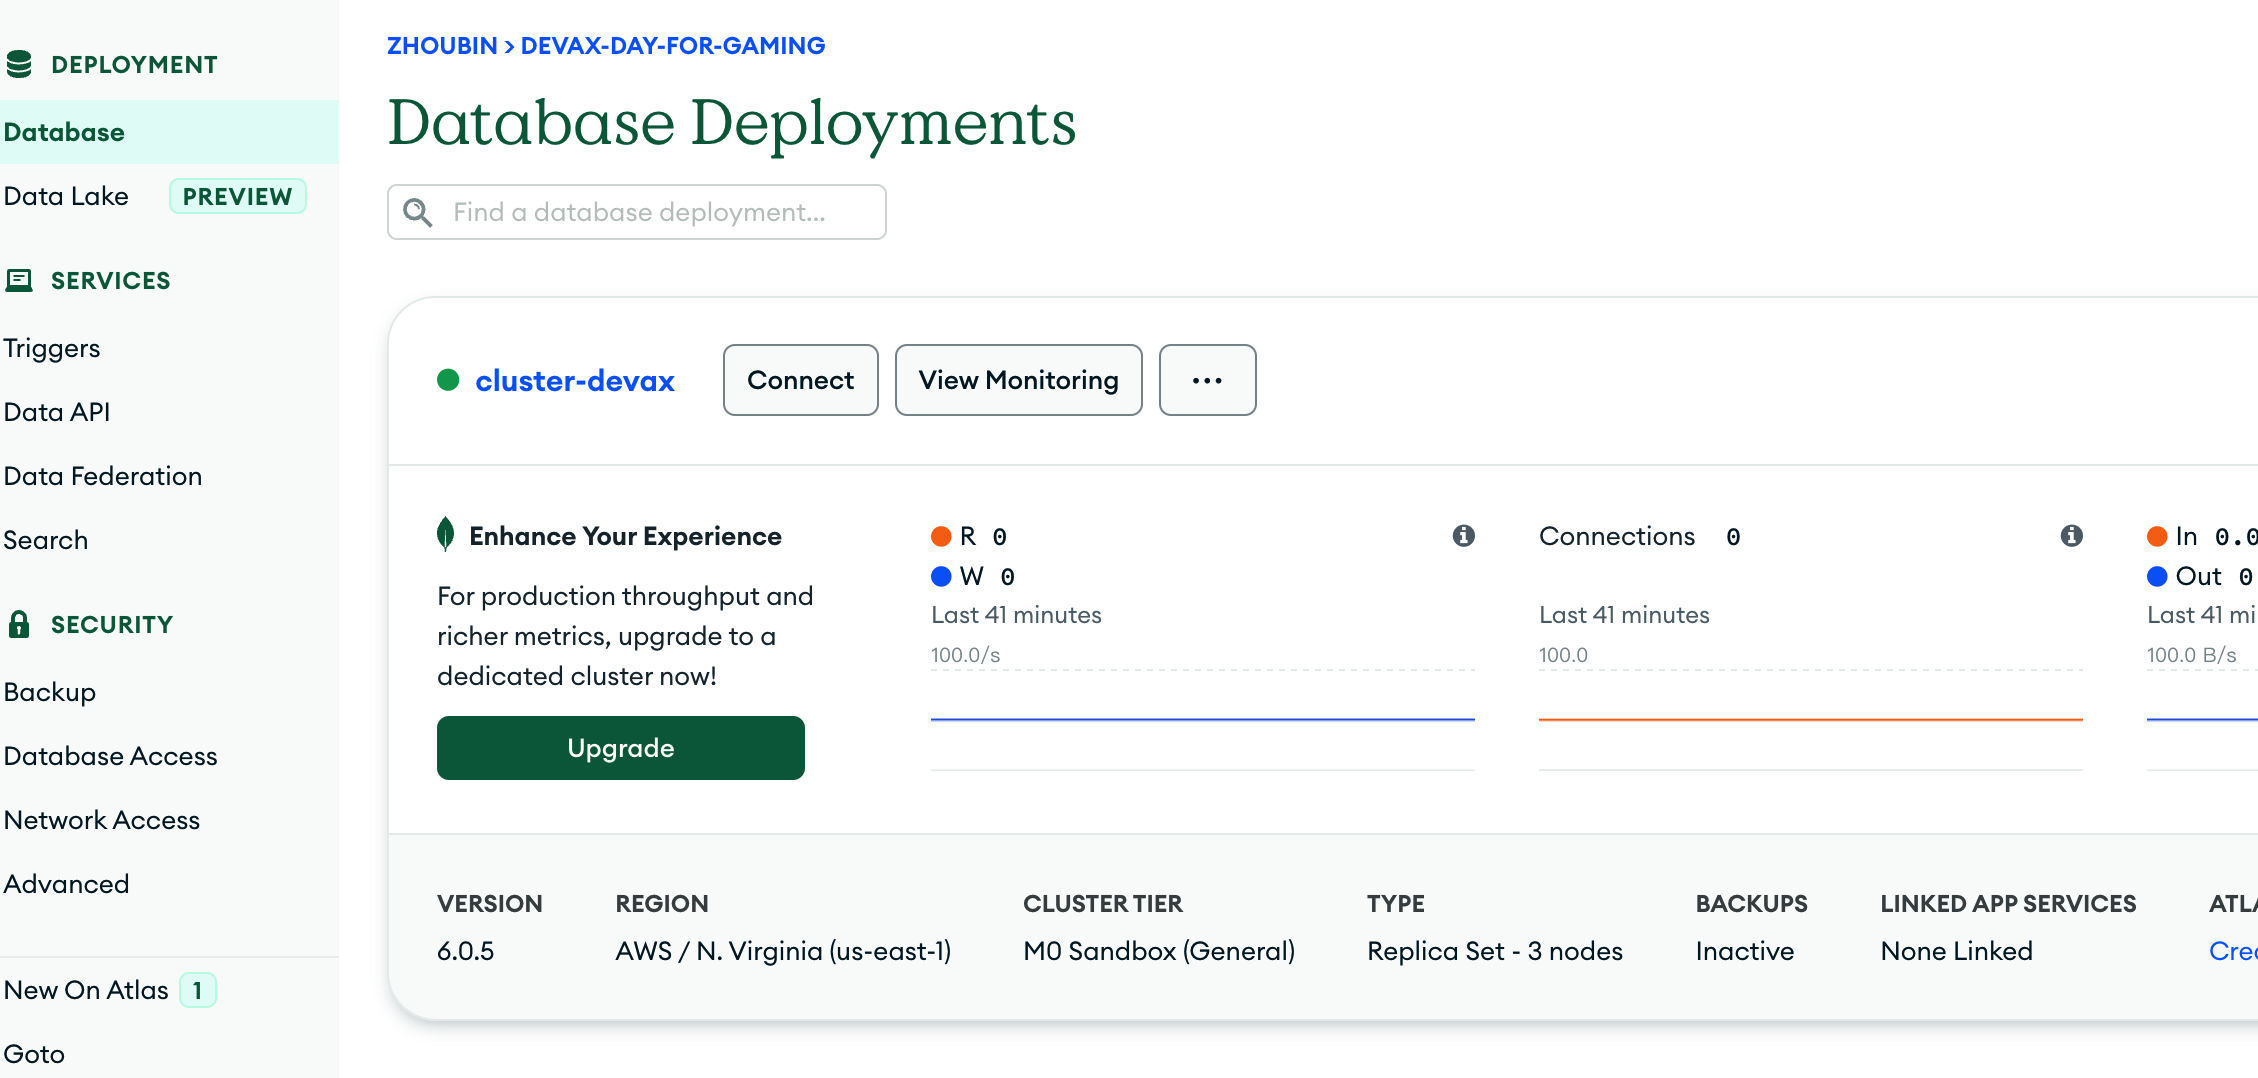 DEPLOYMENT
Database
Data Lake PREVIEW
SERVICES
Triggers
Data API
Data Federation
Search
SECURITY
Backup
Database Access
Network Access
Advanced
New On Atlas 1
Goto
ZHOUBIN > DEVAX-DAY-FOR-GAMING
Database Deployments
Find a database deployment...
cluster-devax Connect View Monitoring ...
Enhance Your Experience
For production throughput and
richer metrics, upgrade to a
dedicated cluster now!
Upgrade
R 0
W 0
Last 41 minutes
100.0/s
Connections 0
Last 41 minutes
100.0
In 0.0
Out 0
Last 41 mi
100.0 B/s
VERSION REGION CLUSTER TIER TYPE BACKUPS LINKED APP SERVICES ATLA
6.0.5 AWS / N. Virginia (us-east-1) M0 Sandbox (General) Replica Set - 3 nodes Inactive None Linked Crea